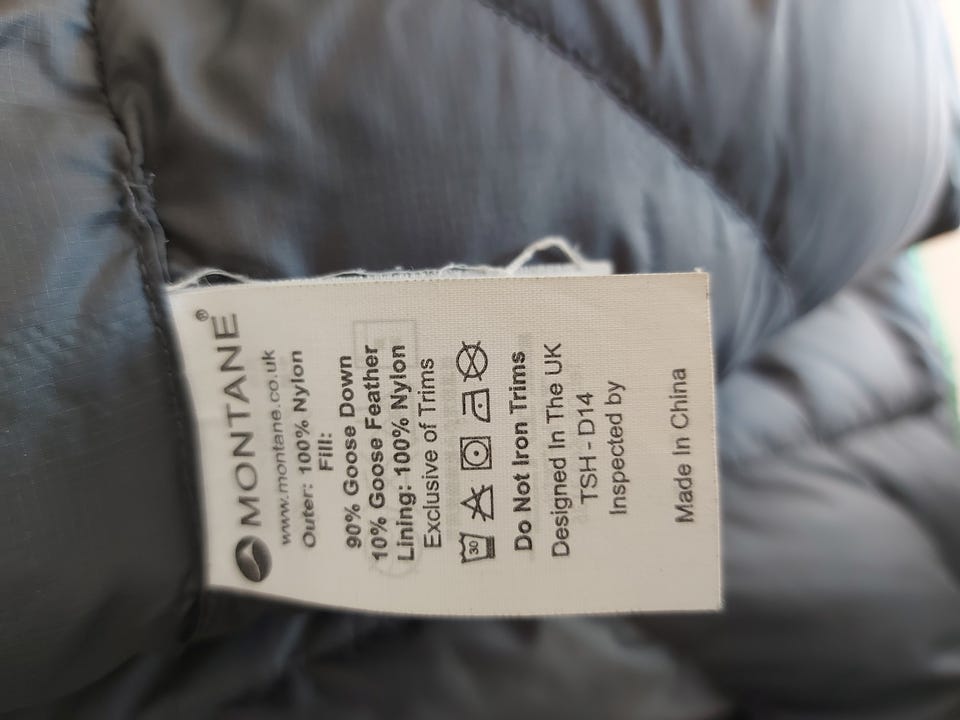 MONTANE®
www.montane.co.uk
Outer: 100% Nylon
Fill:
90% Goose Down
10% Goose Feather
Lining: 100% Nylon
Exclusive of Trims
30
Do Not Iron Trims
Designed In The UK
TSH - D14
Inspected by
Made In China